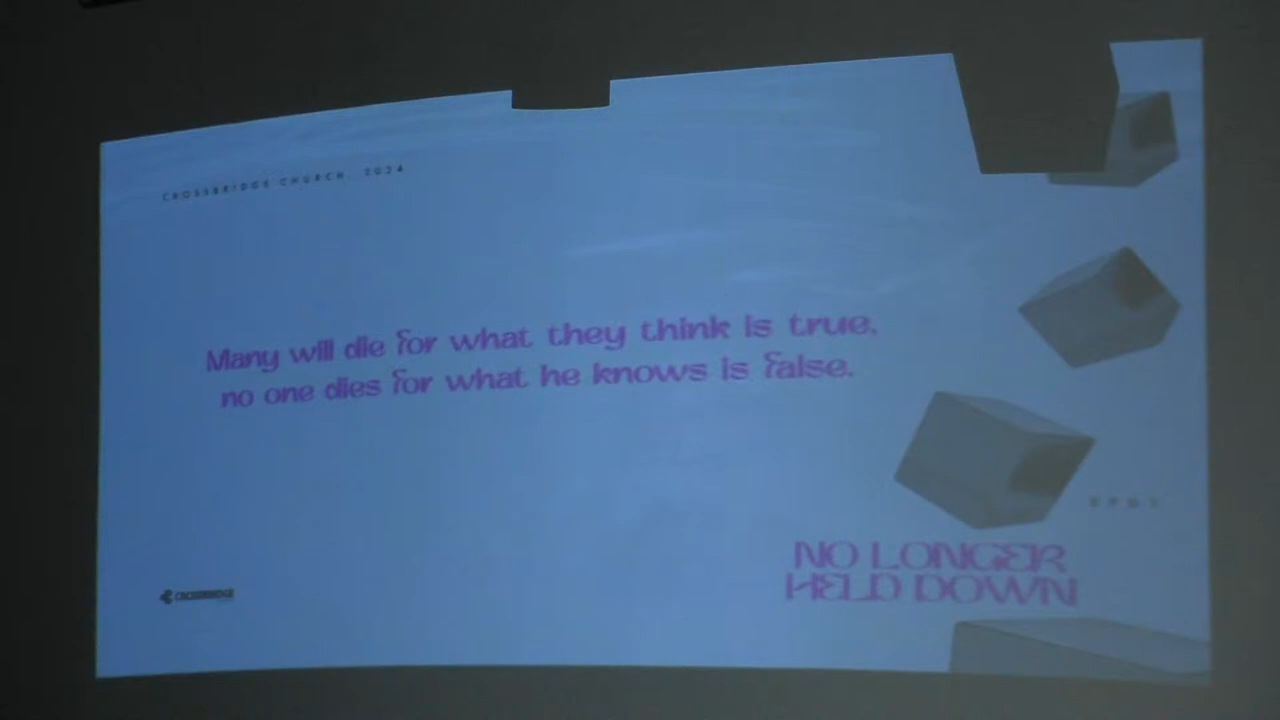 CROSSBRIDGE CHURCH 2024
Many will die for what they think is true,
no one dies for what he knows is false.
NO LONGER
HELD DOWN
CROSSBRIDGE